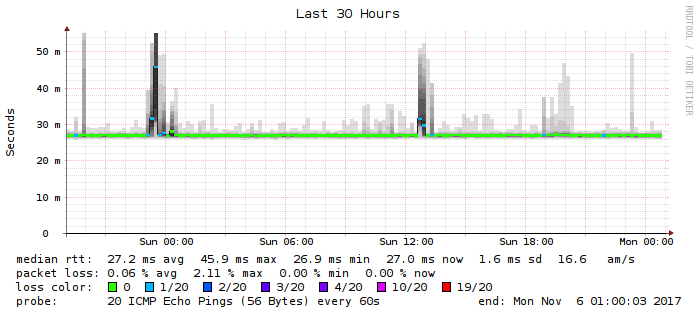 Last 30 Hours
RRDTOOL / TOBI OETIKER
Seconds
50 m
40 m
30 m
20 m
10 m
0
Sun 00:00 Sun 06:00 Sun 12:00 Sun 18:00 Mon 00:00
median rtt: 27.2 ms avg 45.9 ms max 26.9 ms min 27.0 ms now 1.6 ms sd 16.6 am/s
packet loss: 0.06 % avg 2.11 % max 0.00 % min 0.00 % now
loss color: 0 1/20 2/20 3/20 4/20 10/20 19/20
probe: 20 ICMP Echo Pings (56 Bytes) every 60s end: Mon Nov 6 01:00:03 2017